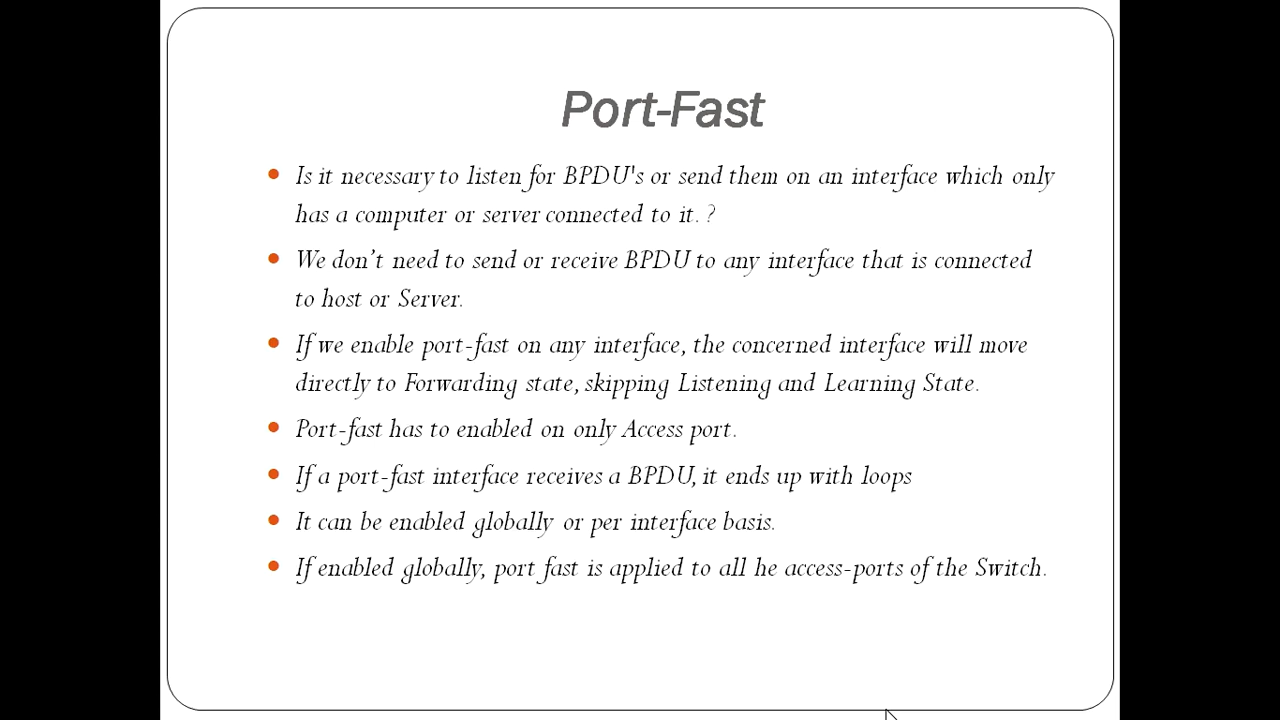 Port-Fast
Is it necessary to listen for BPDU's or send them on an interface which only
has a computer or server connected to it. ?
We don’t need to send or receive BPDU to any interface that is connected
to host or Server.
If we enable port-fast on any interface, the concerned interface will move
directly to Forwarding state, skipping Listening and Learning State.
Port-fast has to enabled on only Access port.
If a port-fast interface receives a BPDU, it ends up with loops
It can be enabled globally or per interface basis.
If enabled globally, port fast is applied to all he access-ports of the Switch.